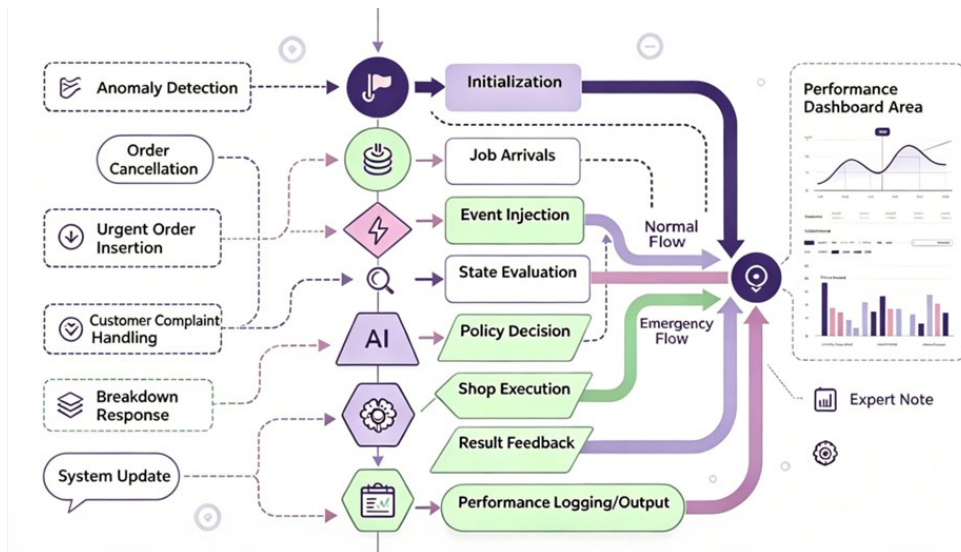 Anomaly Detection
Order
Cancellation
Urgent Order
Insertion
Customer Complaint
Handling
Breakdown
Response
System Update
AI
Initialization
Job Arrivals
Event Injection
State Evaluation
Policy Decision
Shop Execution
Result Feedback
Performance Logging/Output
Normal
Flow
Emergency
Flow
Performance
Dashboard Area
Expert Note